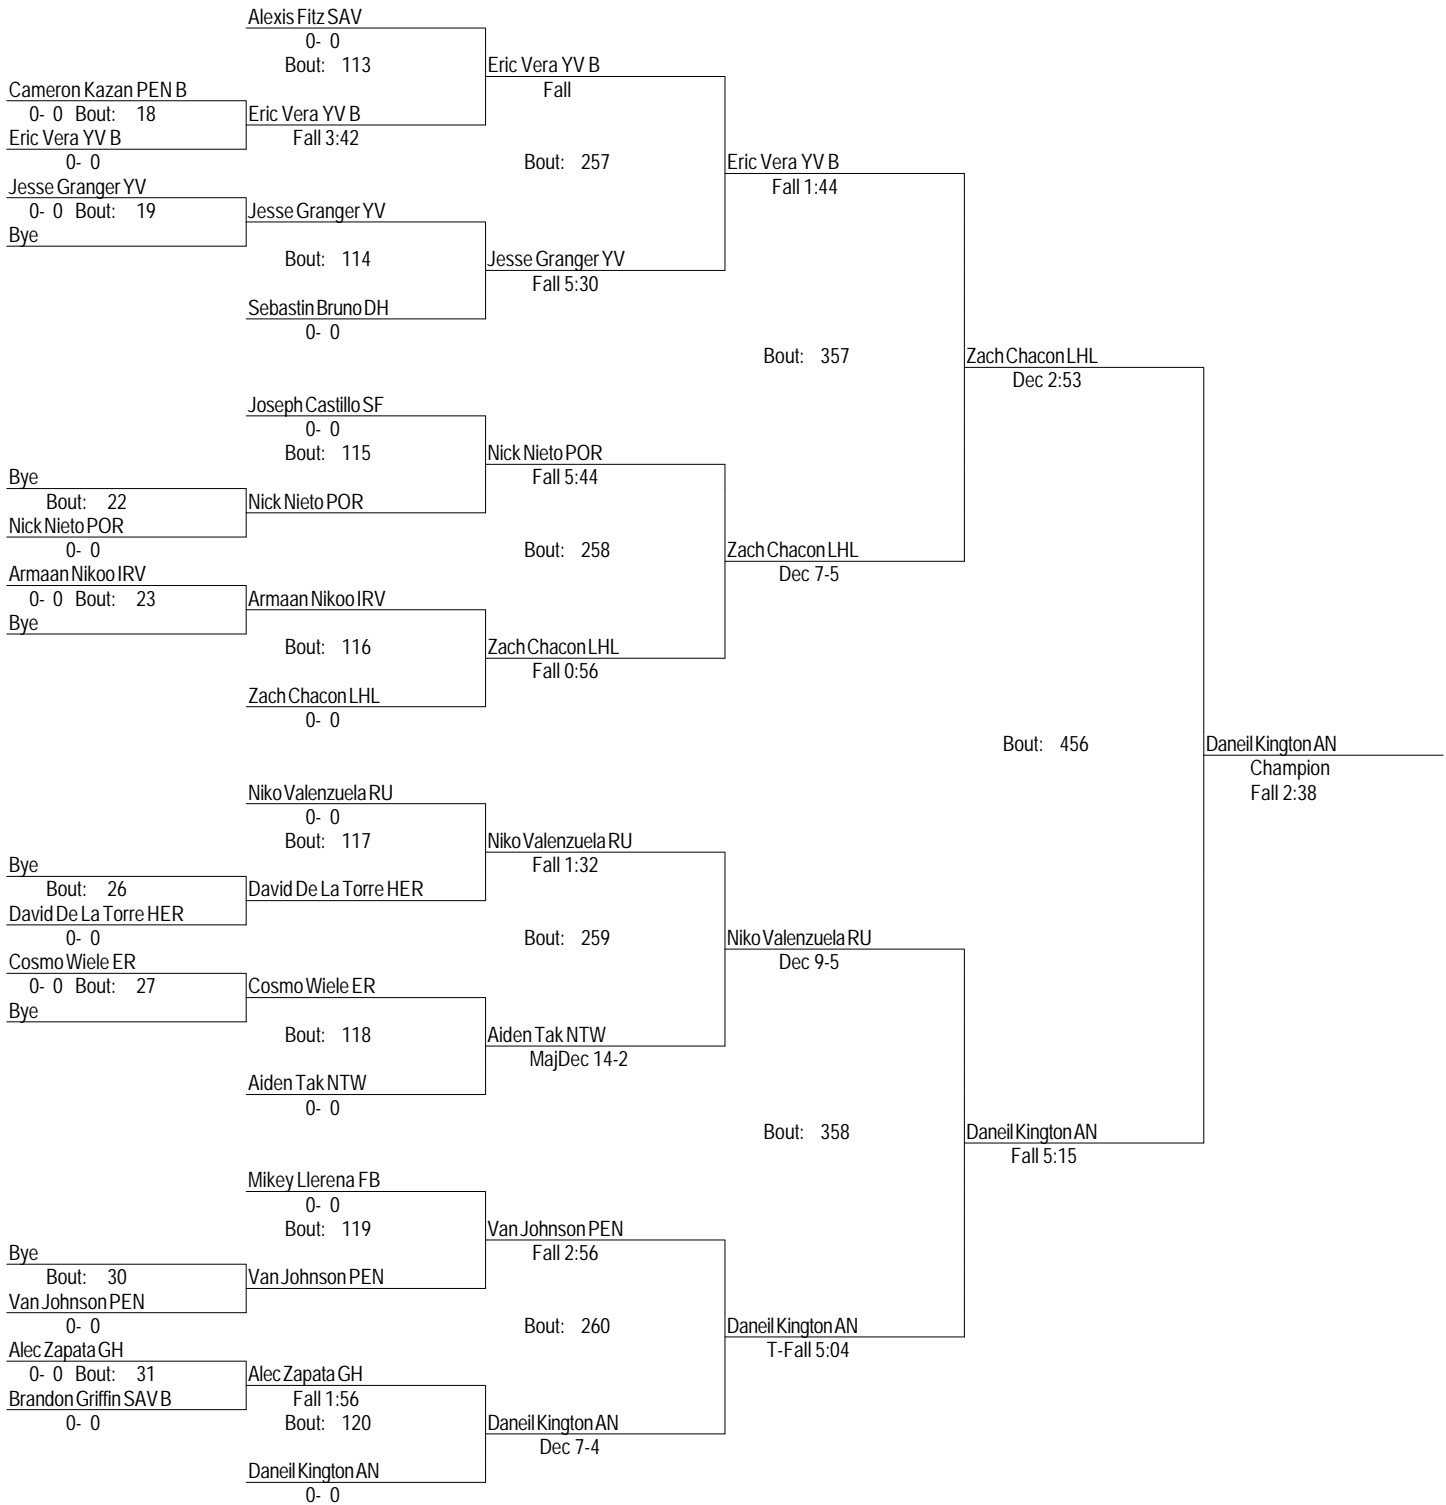 Alexis Fitz SAV
0- 0
Bout: 113
Eric Vera YV B
Fall
Cameron Kazan PEN B
0- 0 Bout: 18
Eric Vera YV B
Fall 3:42
Eric Vera YV B
0- 0
Bout: 257
Eric Vera YV B
Fall 1:44
Jesse Granger YV
0- 0 Bout: 19
Jesse Granger YV
Bye
Bout: 114
Jesse Granger YV
Fall 5:30
Sebastin Bruno DH
0- 0
Bout: 357
Zach Chacon LHL
Dec 2:53
Joseph Castillo SF
0- 0
Bout: 115
Nick Nieto POR
Fall 5:44
Bye
Bout: 22
Nick Nieto POR
Nick Nieto POR
0- 0
Bout: 258
Zach Chacon LHL
Dec 7-5
Armaan Nikoo IRV
0- 0 Bout: 23
Armaan Nikoo IRV
Bye
Bout: 116
Zach Chacon LHL
Fall 0:56
Zach Chacon LHL
0- 0
Bout: 456
Daneil Kington AN
Champion
Fall 2:38
Niko Valenzuela RU
0- 0
Bout: 117
Niko Valenzuela RU
Fall 1:32
Bye
Bout: 26
David De La Torre HER
David De La Torre HER
0- 0
Bout: 259
Niko Valenzuela RU
Dec 9-5
Cosmo Wiele ER
0- 0 Bout: 27
Cosmo Wiele ER
Bye
Bout: 118
Aiden Tak NTW
MajDec 14-2
Aiden Tak NTW
0- 0
Bout: 358
Daneil Kington AN
Fall 5:15
Mikey Llerena FB
0- 0
Bout: 119
Van Johnson PEN
Fall 2:56
Bye
Bout: 30
Van Johnson PEN
Van Johnson PEN
0- 0
Bout: 260
Daneil Kington AN
T-Fall 5:04
Alec Zapata GH
0- 0 Bout: 31
Alec Zapata GH
Fall 1:56
Brandon Griffin SAV B
0- 0
Bout: 120
Daneil Kington AN
Dec 7-4
Daneil Kington AN
0- 0